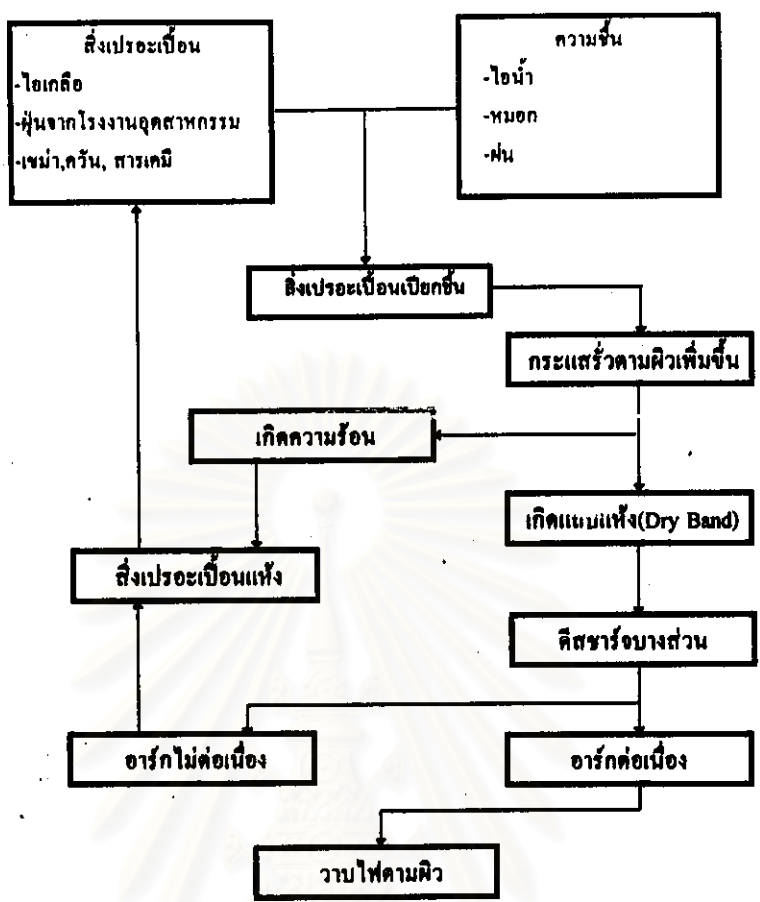 สิ่งเปรอะเปื้อน
-ไอเกลือ
-ฝุ่นจากโรงงานอุตสาหกรรม
-เขม่า,ควัน, สารเคมี
ความชื้น
-ไอน้ำ
-หมอก
-ฝน
สิ่งเปรอะเปื้อนเปียกชื้น
กระแสรั่วตามผิวเพิ่มขึ้น
เกิดความร้อน
เกิดแถบแห้ง(Dry Band)
สิ่งเปรอะเปื้อนแห้ง
ดีสชาร์จบางส่วน
อาร์กไม่ต่อเนื่อง
อาร์กต่อเนื่อง
วาบไฟตามผิว